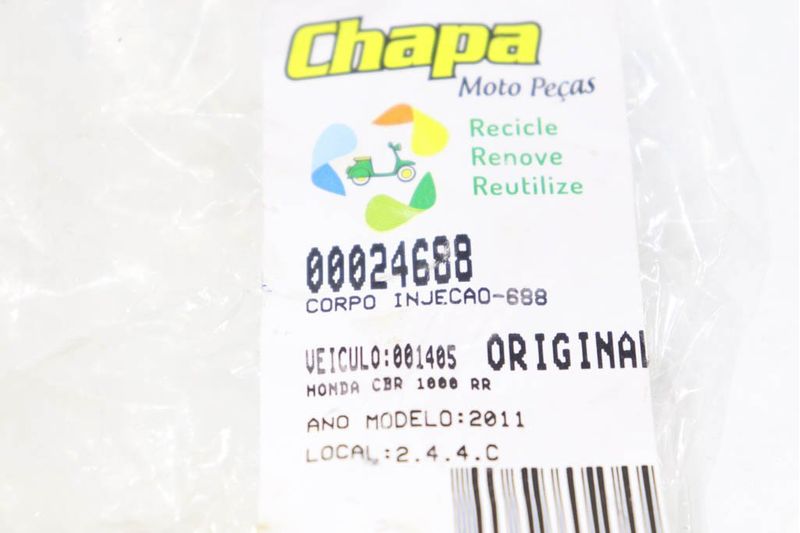 Chapa
Moto Peças
Recicle
Renove
Reutilize
00024688
CORPO INJECAO-688
VEICULO:001405 ORIGINAL
HONDA CBR 1000 RR
ANO MODELO:2011
LOCAL:2.4.4.C